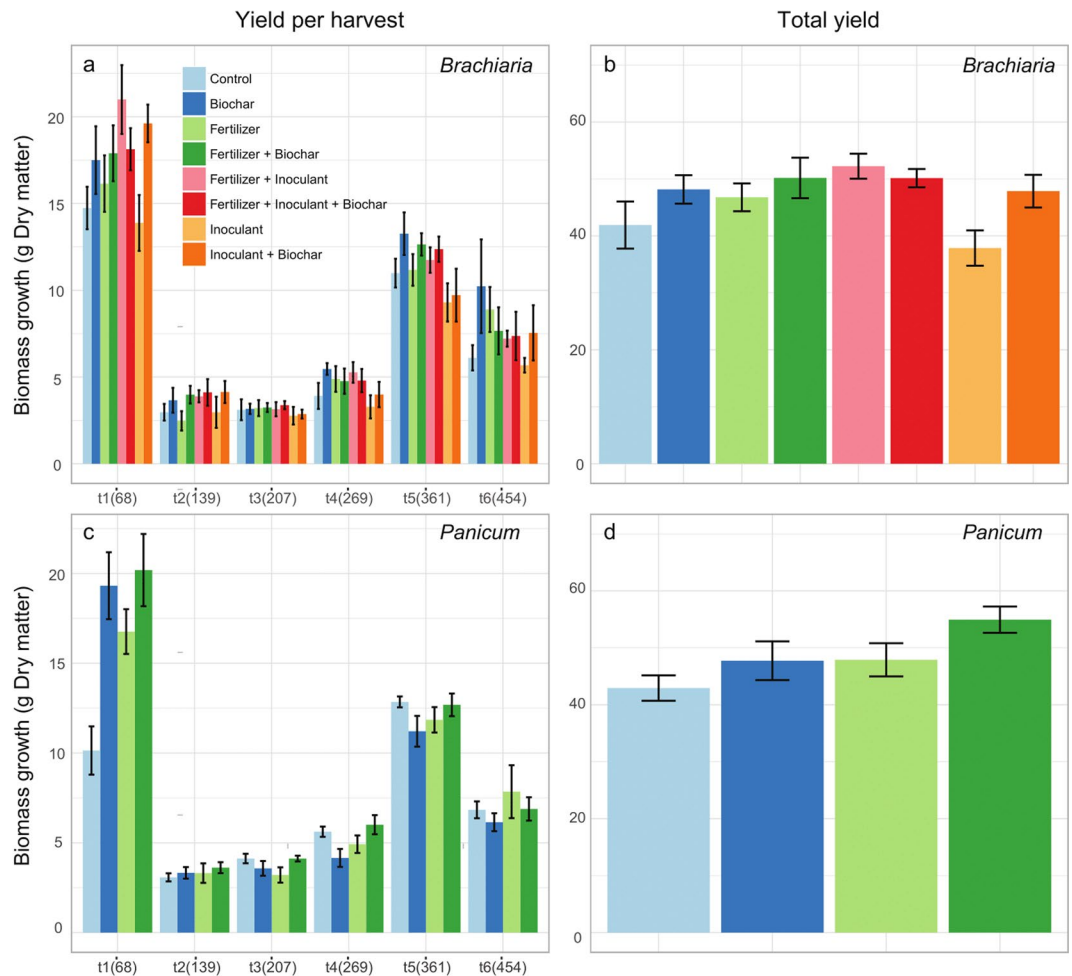 Yield per harvest
Total yield
a
Brachiaria
Control
Biochar
Fertilizer
Fertilizer + Biochar
Fertilizer + Inoculant
Fertilizer + Inoculant + Biochar
Inoculant
Inoculant + Biochar
Biomass growth (g Dry matter)
20
15
10
5
0
t1(68) t2(139) t3(207) t4(269) t5(361) t6(454)
b
Brachiaria
60
40
20
0
c
Panicum
Biomass growth (g Dry matter)
20
15
10
5
0
t1(68) t2(139) t3(207) t4(269) t5(361) t6(454)
d
Panicum
60
40
20
0